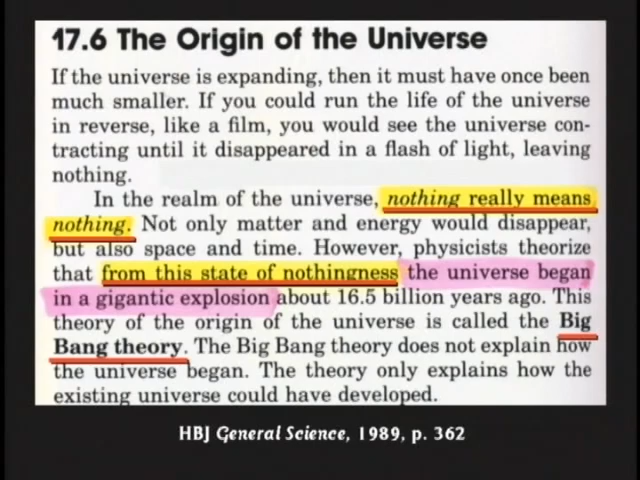 17.6 The Origin of the Universe
If the universe is expanding, then it must have once been
much smaller. If you could run the life of the universe
in reverse, like a film, you would see the universe con-
tracting until it disappeared in a flash of light, leaving
nothing.
In the realm of the universe, nothing really means
nothing. Not only matter and energy would disappear,
but also space and time. However, physicists theorize
that from this state of nothingness the universe began
in a gigantic explosion about 16.5 billion years ago. This
theory of the origin of the universe is called the Big
Bang theory. The Big Bang theory does not explain how
the universe began. The theory only explains how the
existing universe could have developed.
HBJ General Science, 1989, p. 362